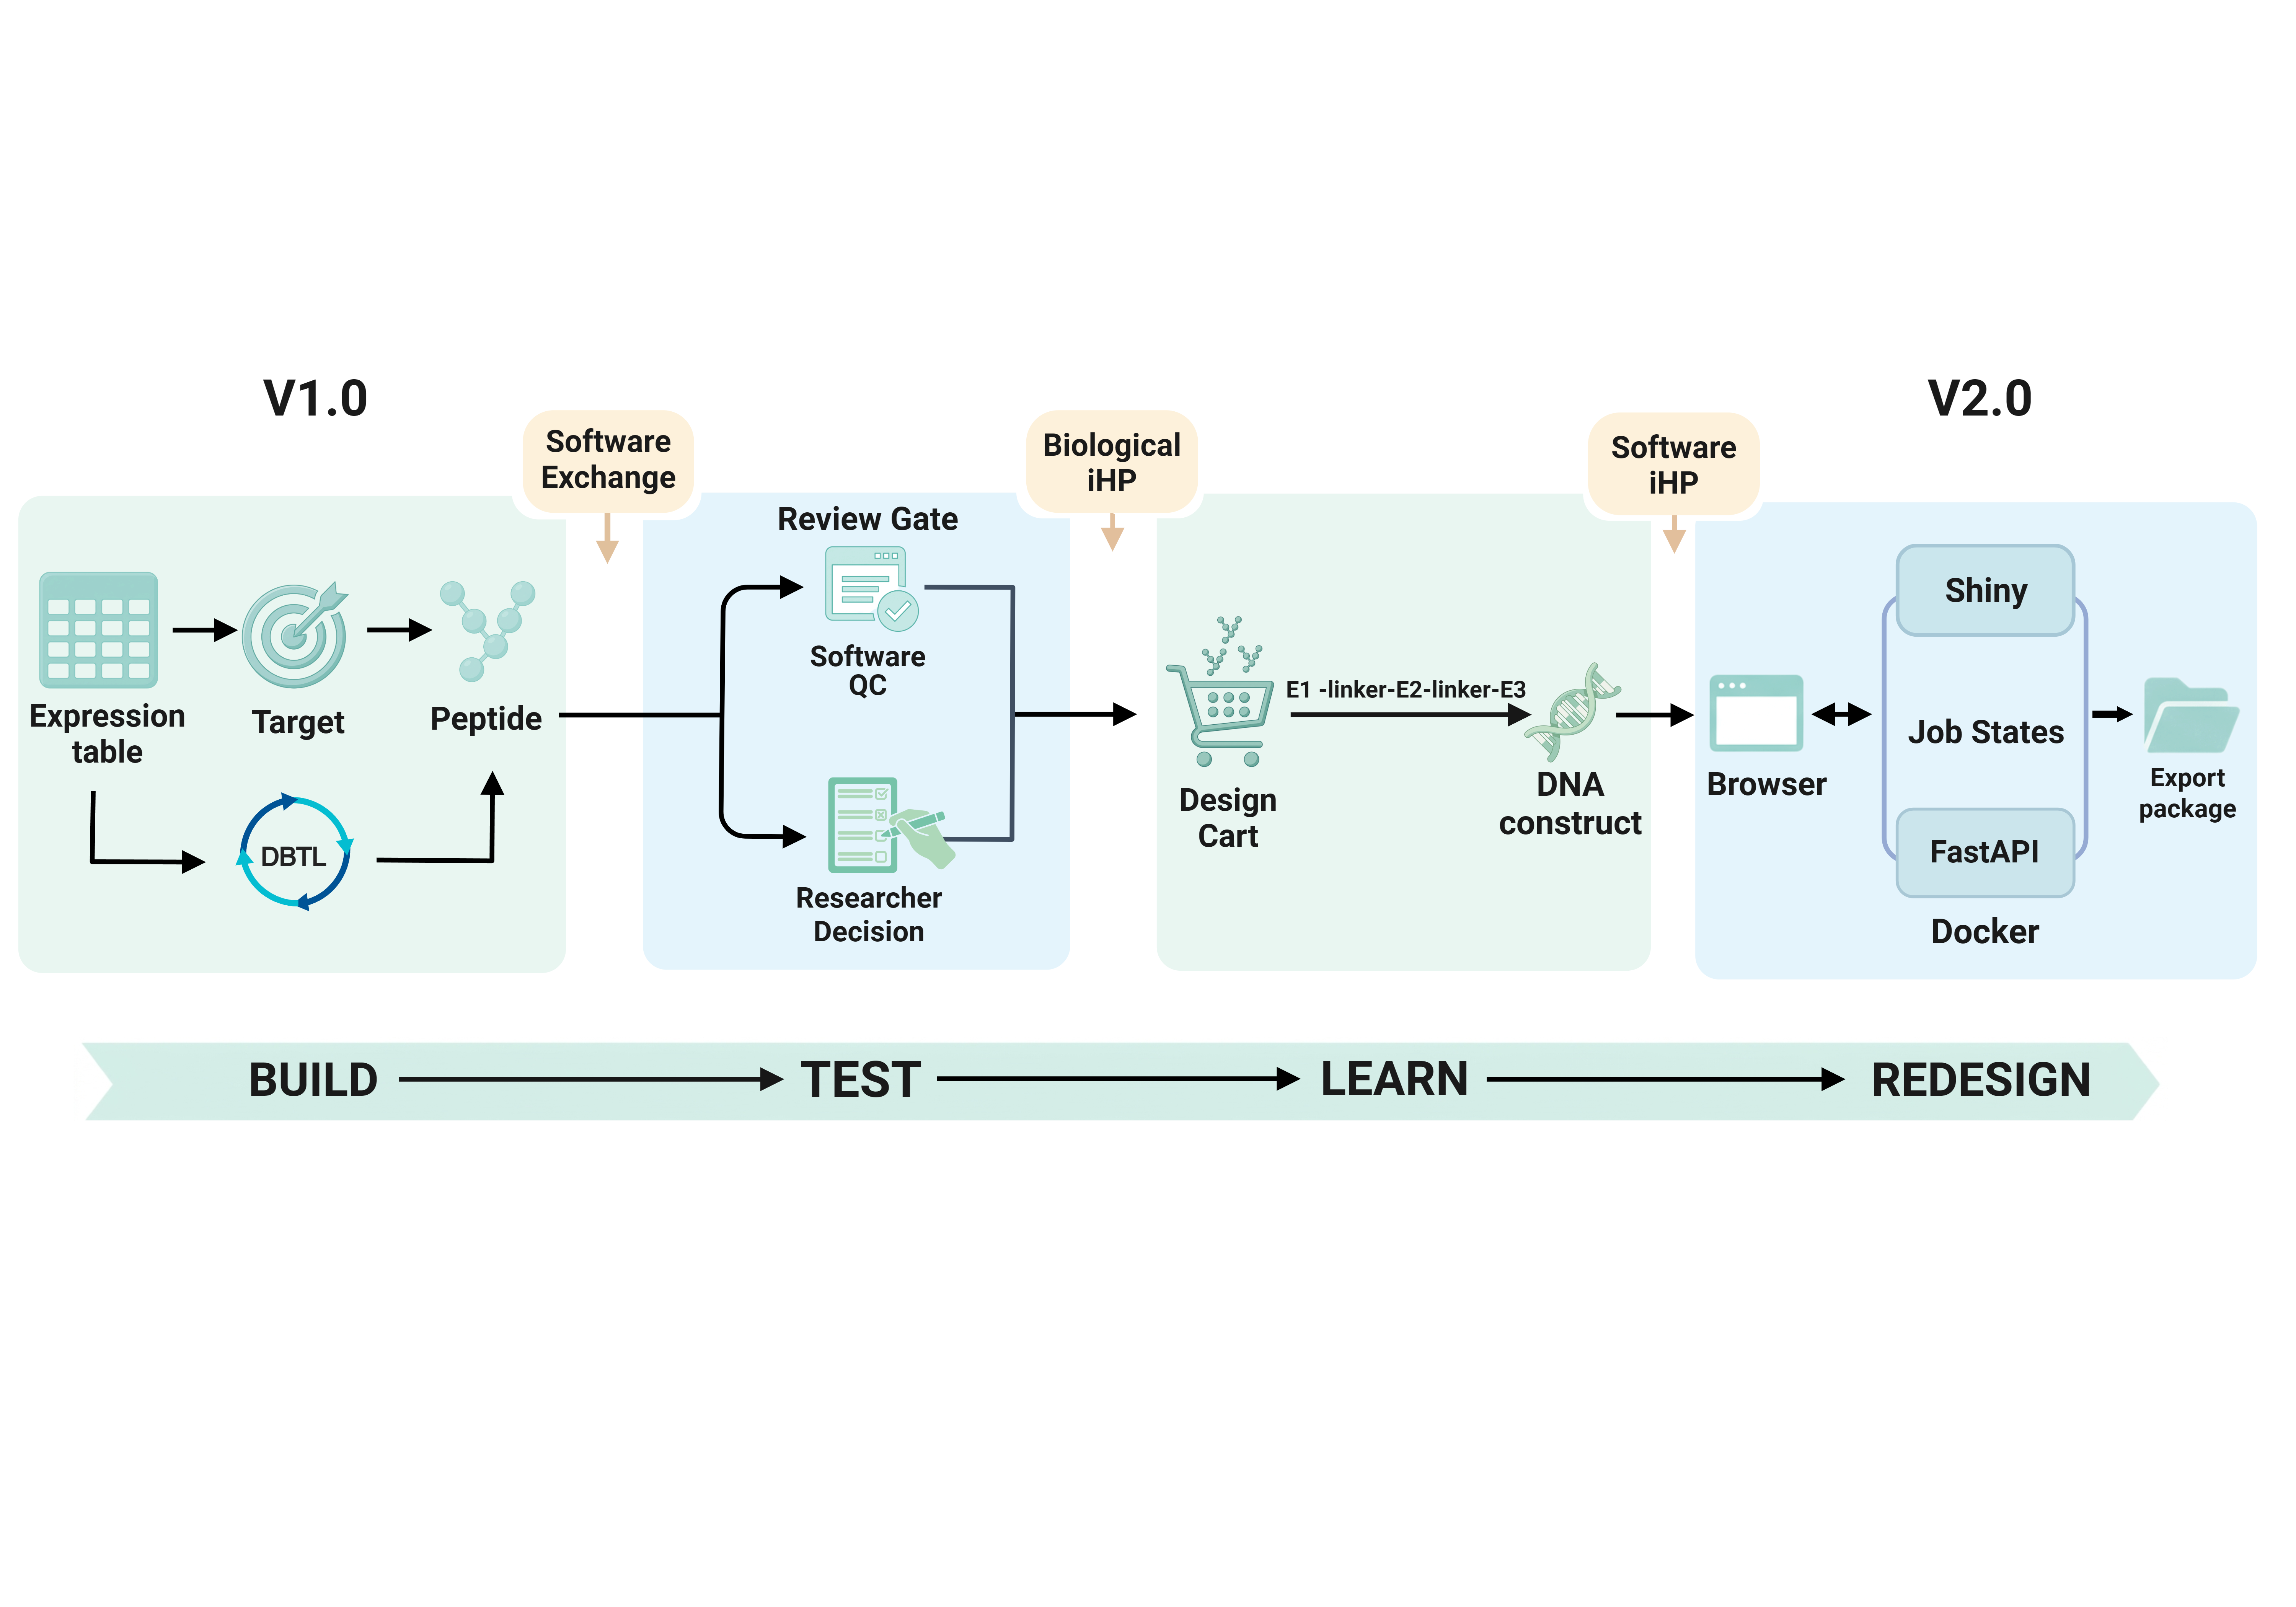 V1.0
V2.0
Software
Exchange
Biological
iHP
Software
iHP
Expression
table
Target
Peptide
DBTL
Review Gate
Software
QC
Researcher
Decision
Design
Cart
E1 -linker-E2-linker-E3
DNA
construct
Browser
Shiny
Job States
FastAPI
Docker
Export
package
BUILD
TEST
LEARN
REDESIGN